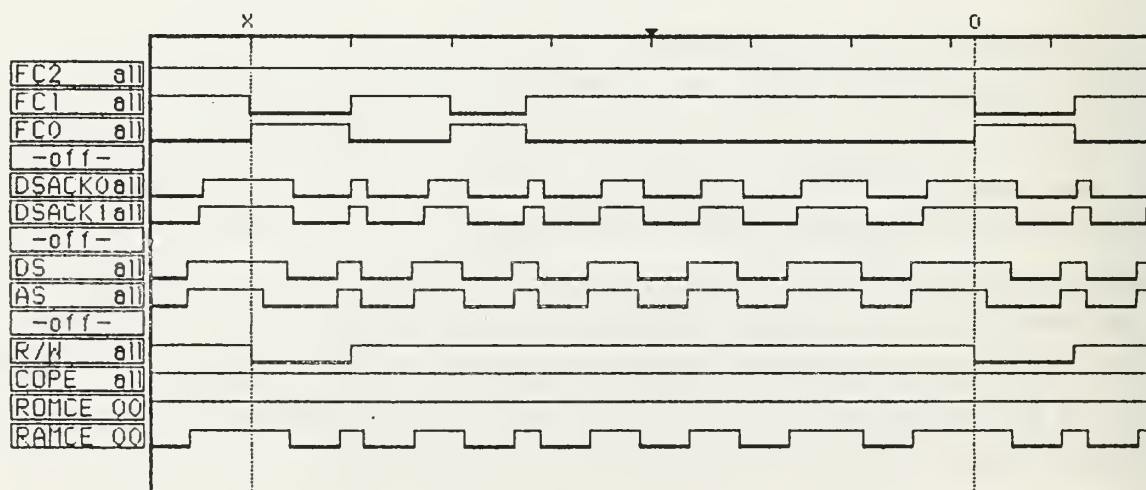 X O
FC2 all
FC1 all
FC0 all
-off-
DSACK0all
DSACK1all
-off-
DS all
AS all
-off-
R/W all
COPE all
ROMCE 00
RAMCE 00